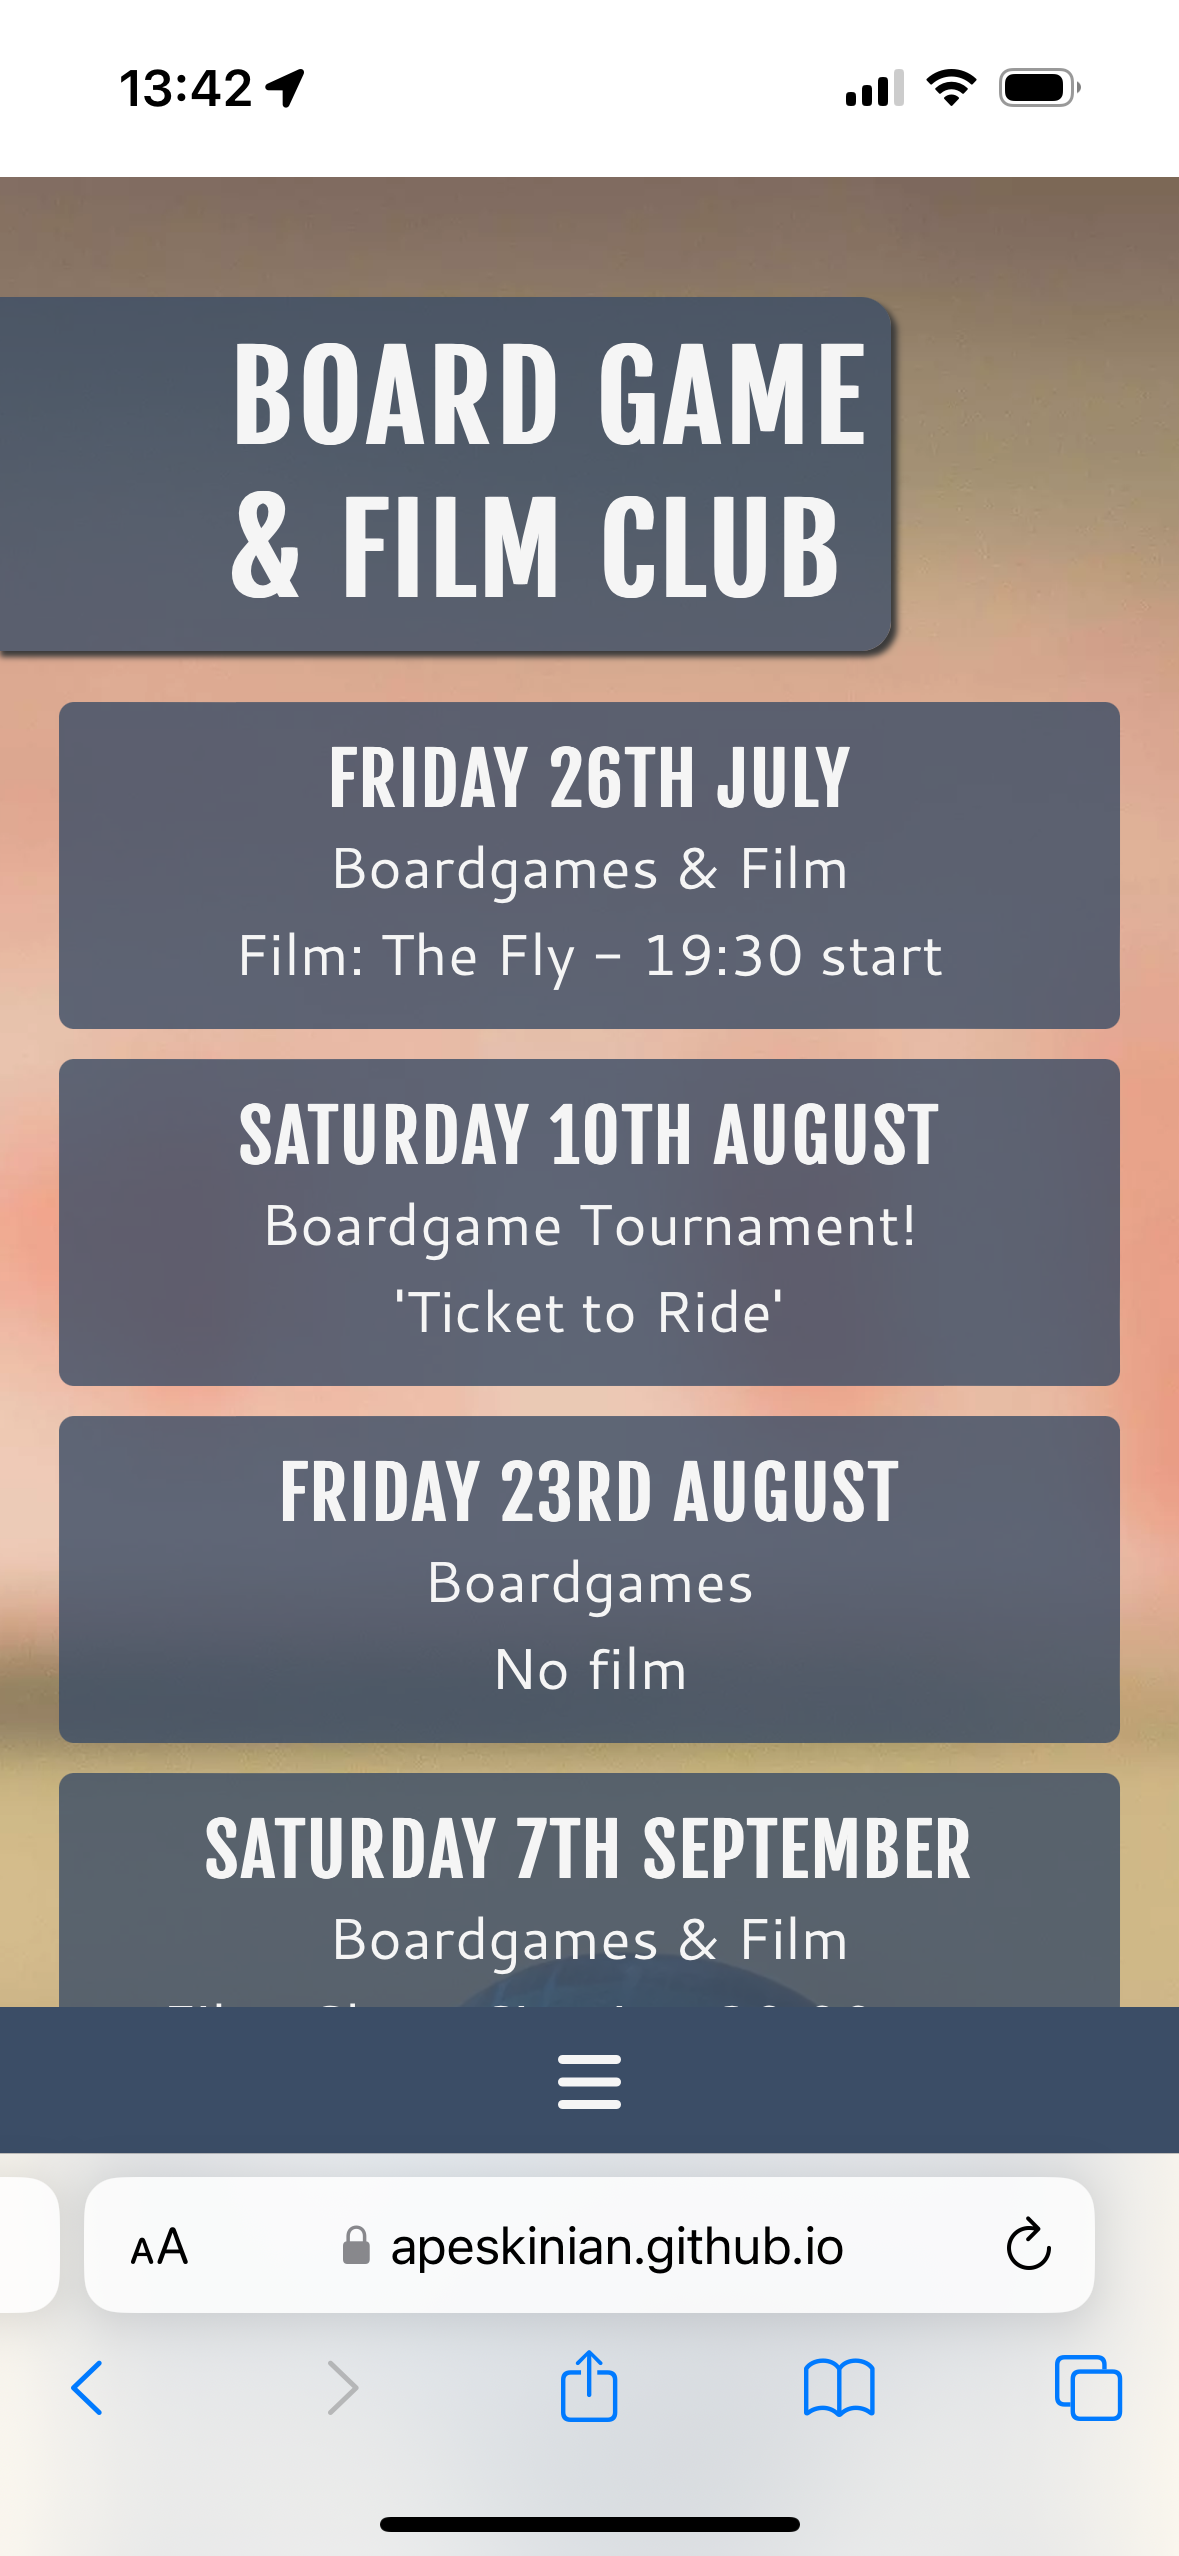 13:42
BOARD GAME
& FILM CLUB
FRIDAY 26TH JULY
Boardgames & Film
Film: The Fly - 19:30 start
SATURDAY 10TH AUGUST
Boardgame Tournament!
'Ticket to Ride'
FRIDAY 23RD AUGUST
Boardgames
No film
SATURDAY 7TH SEPTEMBER
Boardgames & Film
AA apeskinian.github.io